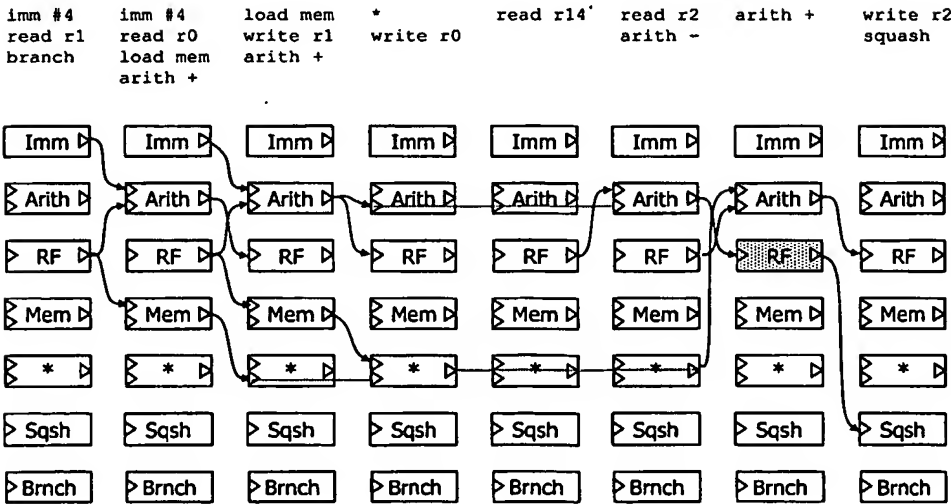 imm #4 imm #4 load mem * read r14 read r2 arith + write r2
read r1 read r0 write r1 write r0 arith - squash
branch load mem arith +
arith +
Imm Imm Imm Imm Imm Imm Imm Imm
Arith Arith Arith Arith Arith Arith Arith Arith
RF RF RF RF RF RF RF RF
Mem Mem Mem Mem Mem Mem Mem Mem
* * * * * * * *
Sqsh Sqsh Sqsh Sqsh Sqsh Sqsh Sqsh Sqsh
Brnch Brnch Brnch Brnch Brnch Brnch Brnch Brnch